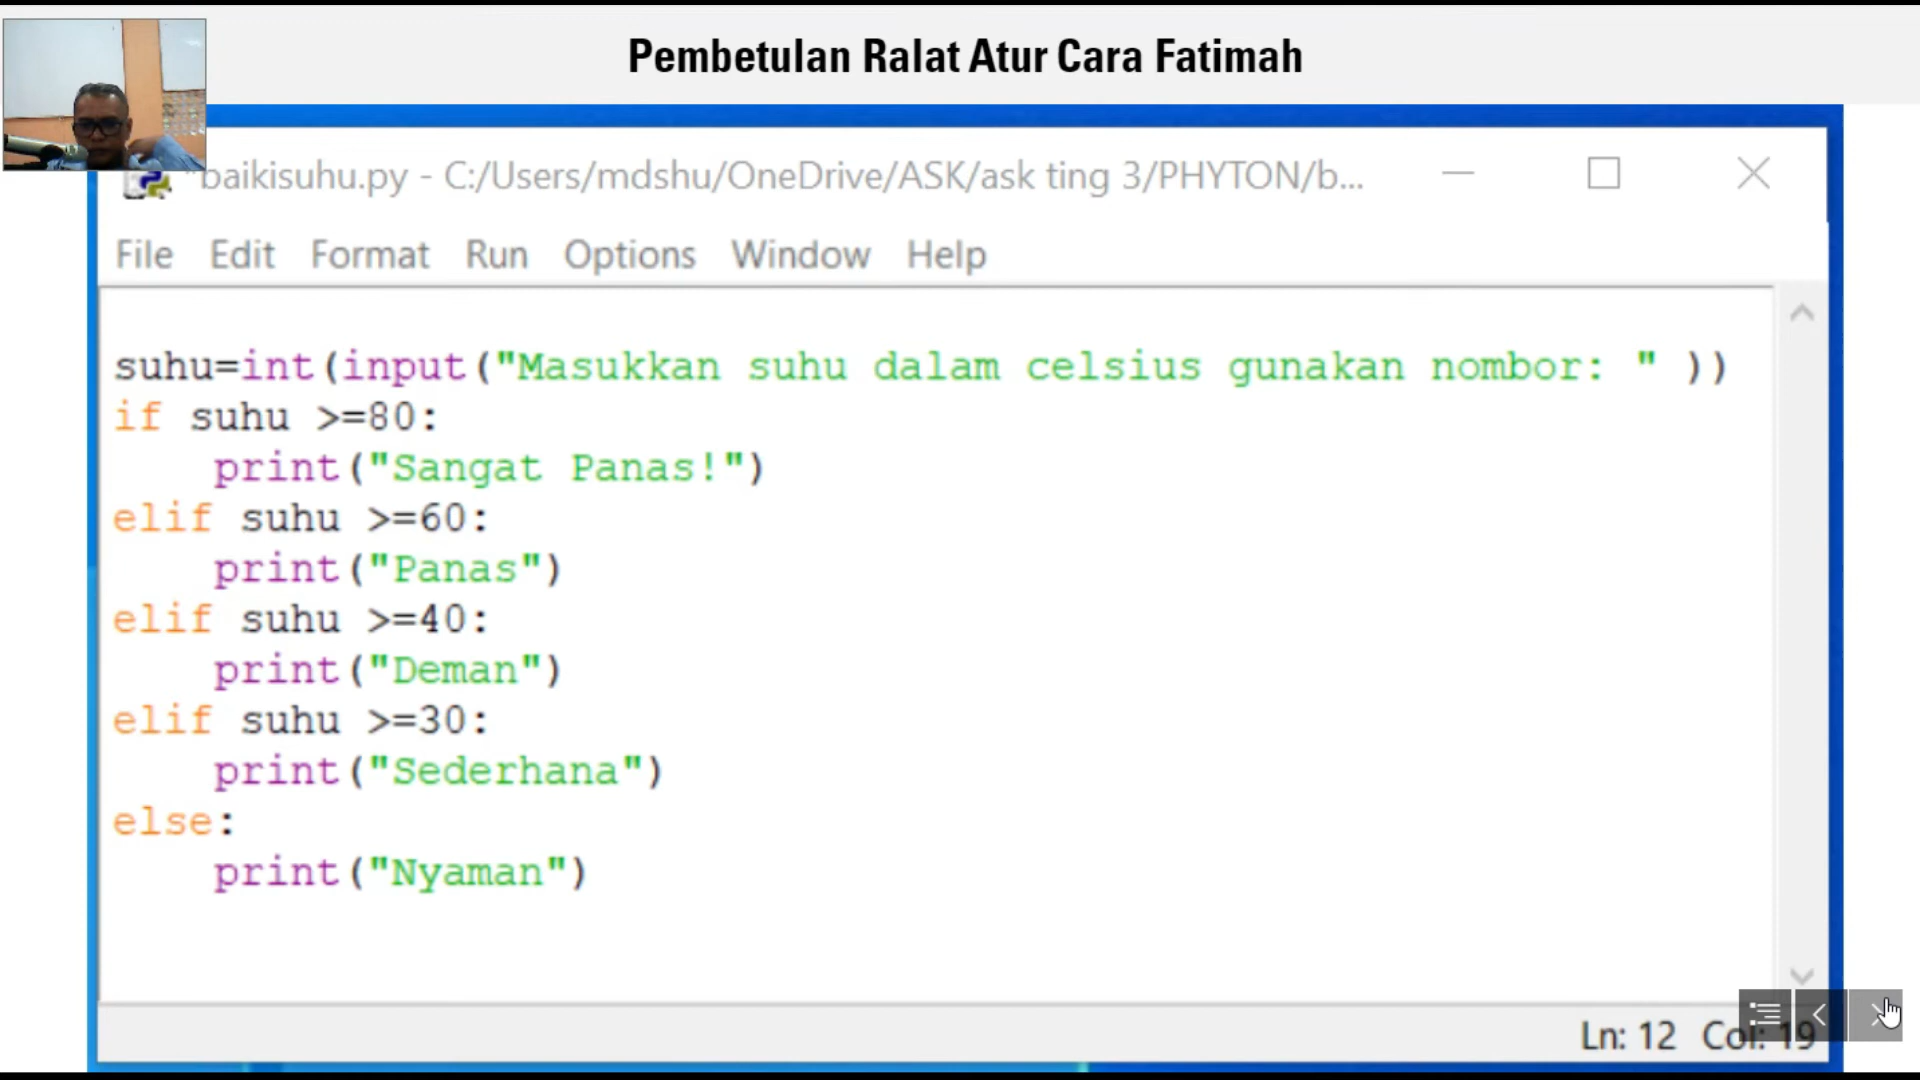 Pembetulan Ralat Atur Cara Fatimah
*baikisuhu.py - C:/Users/mdshu/OneDrive/ASK/ask ting 3/PHYTON/b...
File Edit Format Run Options Window Help
suhu=int(input("Masukkan suhu dalam celsius gunakan nombor: " ))
if suhu >=80:
    print("Sangat Panas!")
elif suhu >=60:
    print("Panas")
elif suhu >=40:
    print("Deman")
elif suhu >=30:
    print("Sederhana")
else:
    print("Nyaman")
Ln: 12 Col: 19